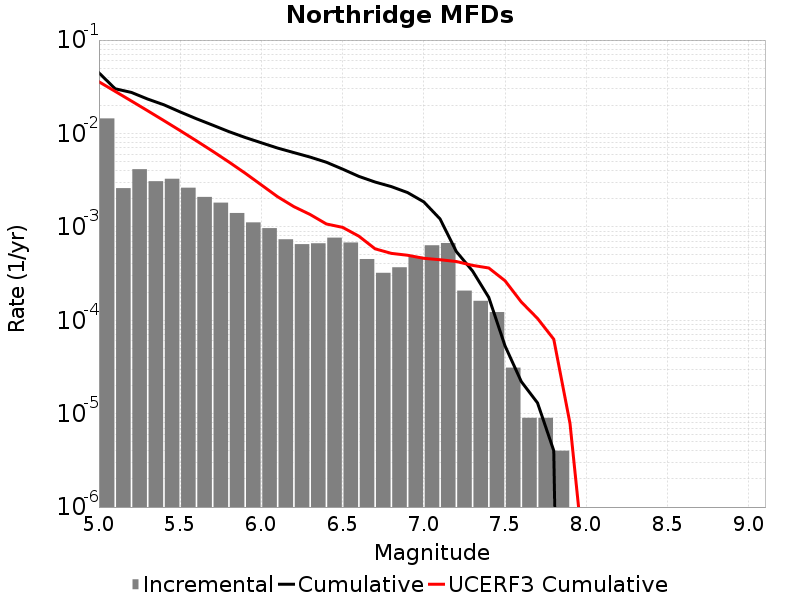 Northridge MFDs
Rate (1/yr)
10-1
10-2
10-3
10-4
10-5
10-6
5.0 5.5 6.0 6.5 7.0 7.5 8.0 8.5 9.0
Magnitude
Incremental Cumulative UCERF3 Cumulative